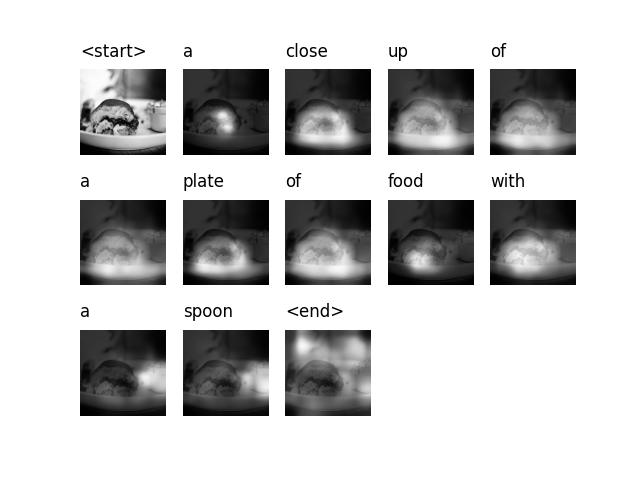 <start> a close up of
a plate of food with
a spoon <end>